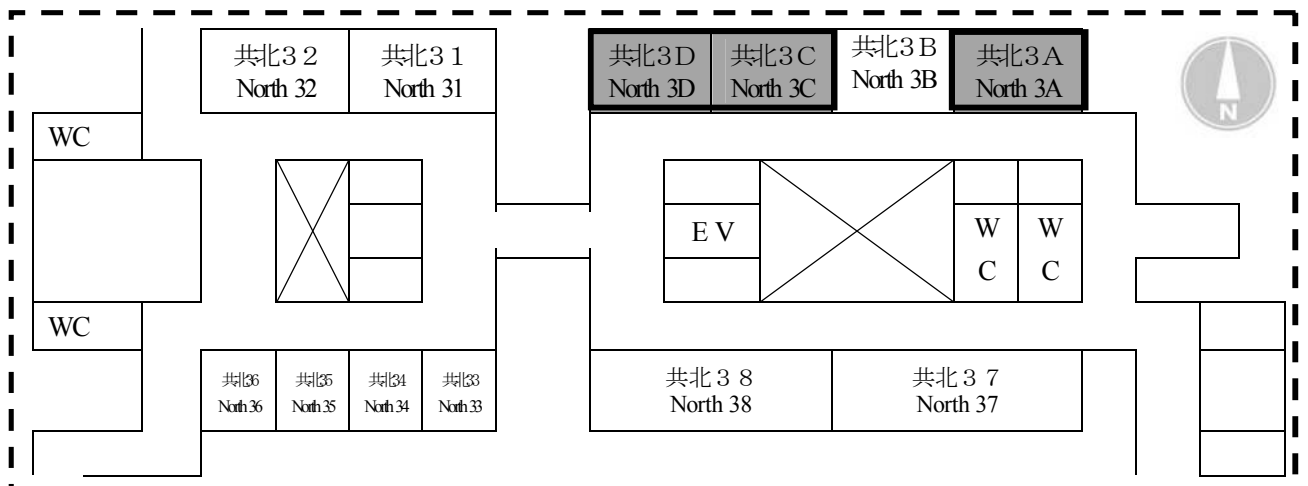 共北３２
North 32
共北３１
North 31
共北３Ｄ
North 3D
共北３Ｃ
North 3C
共北３Ｂ
North 3B
共北３Ａ
North 3A
N
WC
ＥＶ
W
C
W
C
WC
共北36
North 36
共北35
North 35
共北34
North 34
共北33
North 33
共北３８
North 38
共北３７
North 37